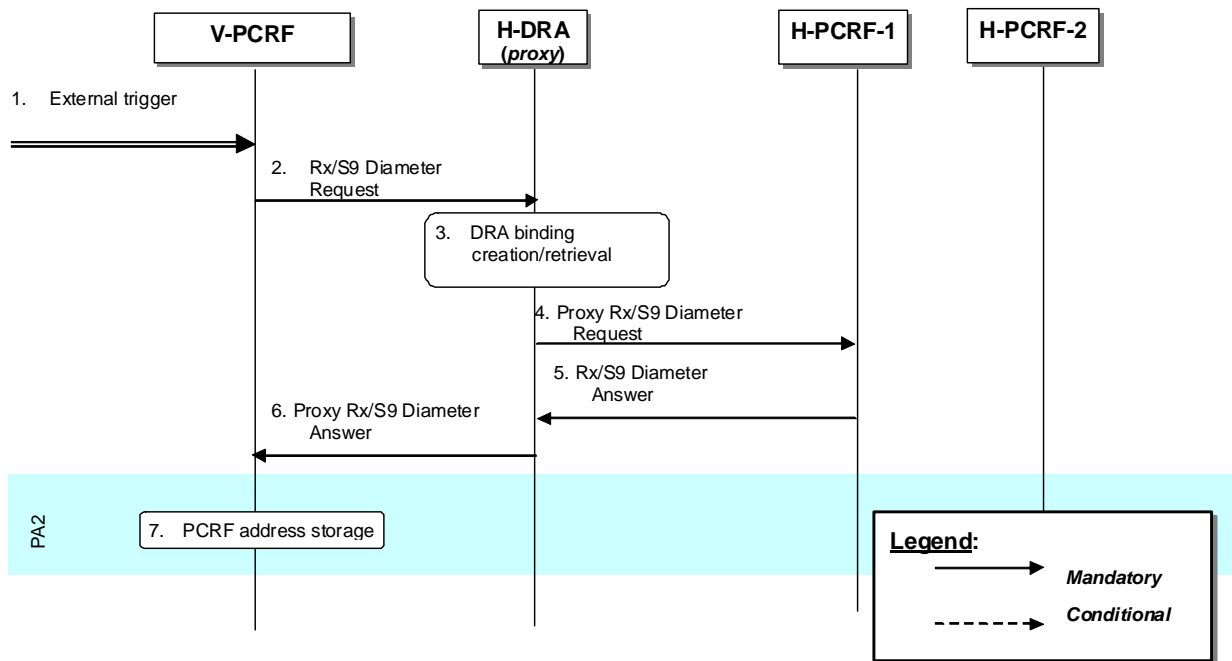 V-PCRF
H-DRA
(proxy)
H-PCRF-1
H-PCRF-2
1. External trigger
2. Rx/S9 Diameter
Request
3. DRA binding
creation/retrieval
4. Proxy Rx/S9 Diameter
Request
5. Rx/S9 Diameter
Answer
6. Proxy Rx/S9 Diameter
Answer
PA2
7. PCRF address storage
Legend:
Mandatory
Conditional